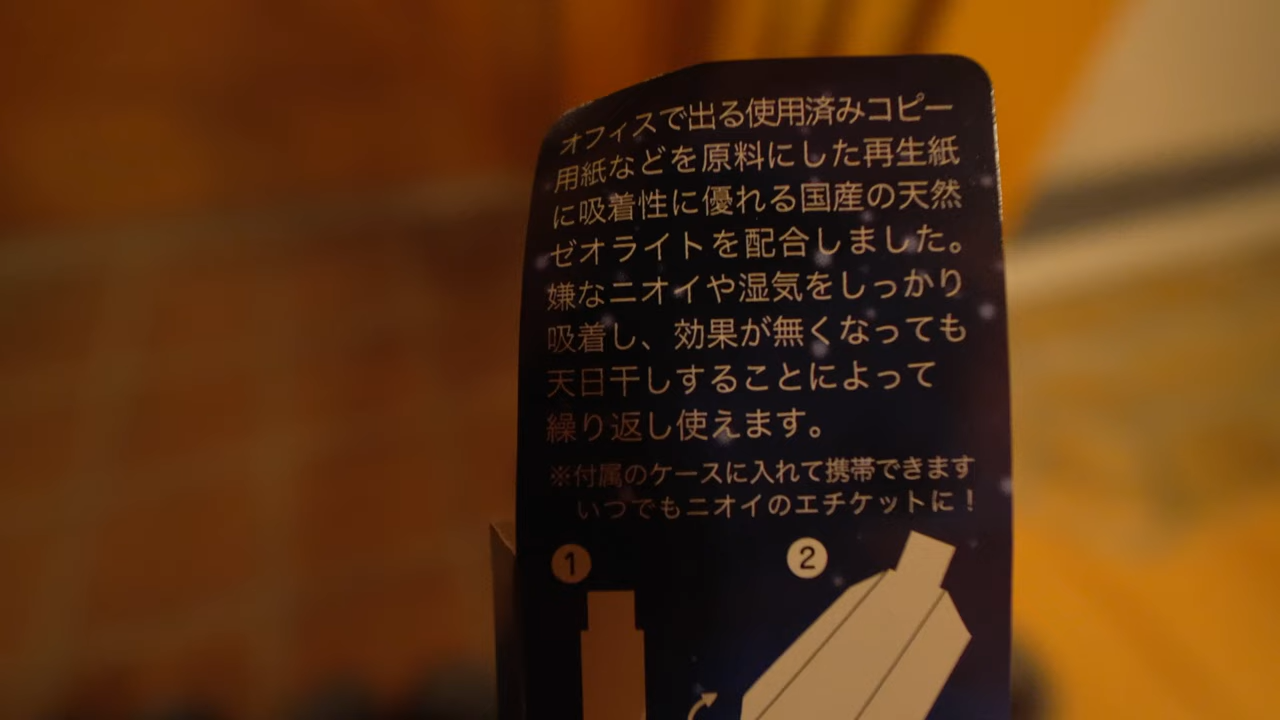 オフィスで出る使用済みコピー
用紙などを原料にした再生紙
に吸着性に優れる国産の天然
ゼオライトを配合しました。
嫌なニオイや湿気をしっかり
吸着し、効果が無くなっても
天日干しすることによって
繰り返し使えます。
※付属のケースに入れて携帯できます
いつでもニオイのエチケットに！
1
2